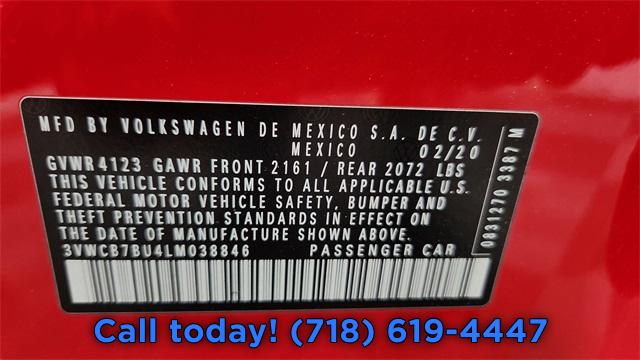 MFD BY VOLKSWAGEN DE MEXICO S.A. DE C.V.
MEXICO 02/20
GVWR 4123 GAWR FRONT 2161 / REAR 2072 LBS
THIS VEHICLE CONFORMS TO ALL APPLICABLE U.S.
FEDERAL MOTOR VEHICLE SAFETY, BUMPER AND
THEFT PREVENTION STANDARDS IN EFFECT ON
THE DATE OF MANUFACTURE SHOWN ABOVE.
3VWCB7BU4LM038846 PASSENGER CAR
0831270 3387 M
Call today! (718) 619-4447